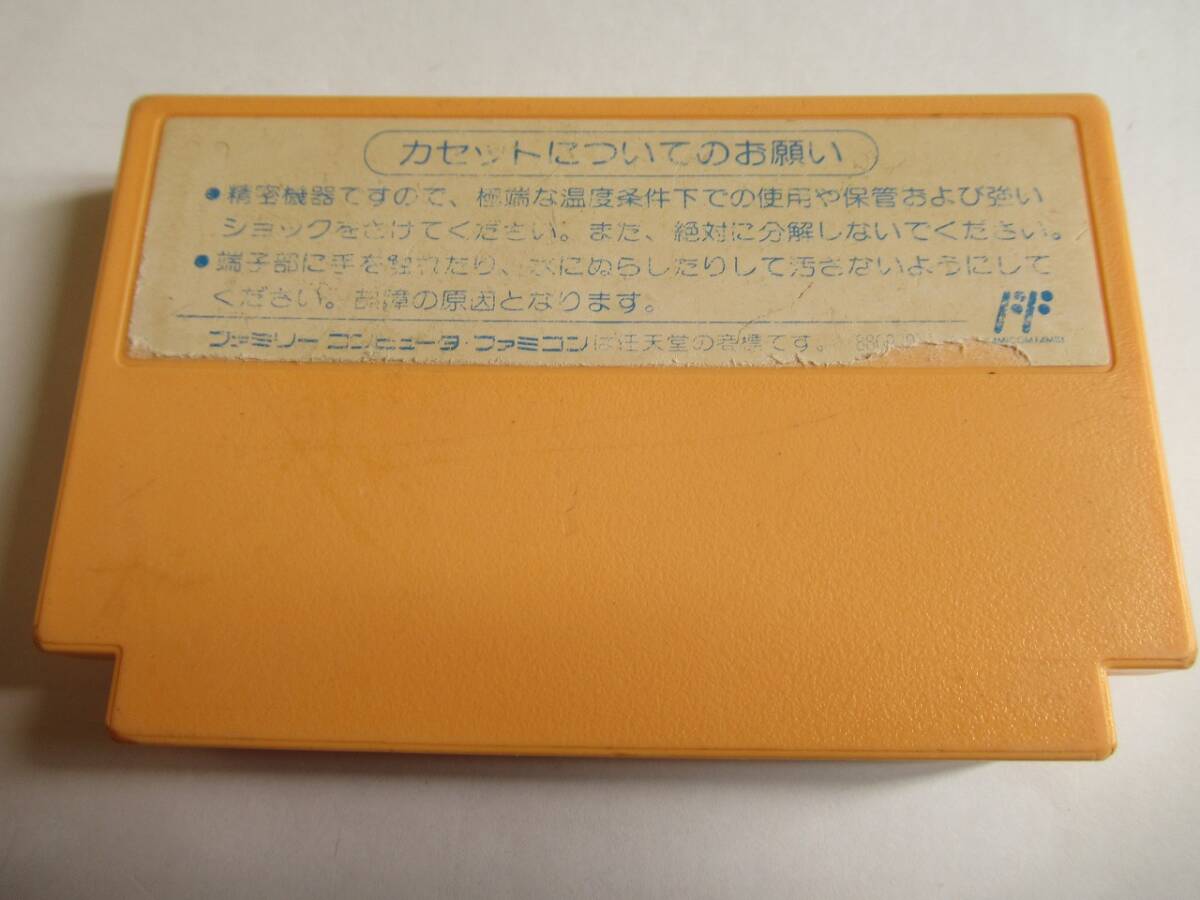 カセットについてのお願い
●精密機器ですので、極端な温度条件下での使用や保管および強い
ショックをさけてください。また、絶対に分解しないでください。
●端子部に手を触れたり、水にぬらしたりして汚さないようにして
ください。故障の原因となります。
FF
ファミリーコンピュータ・ファミコンは任天堂の商標です。